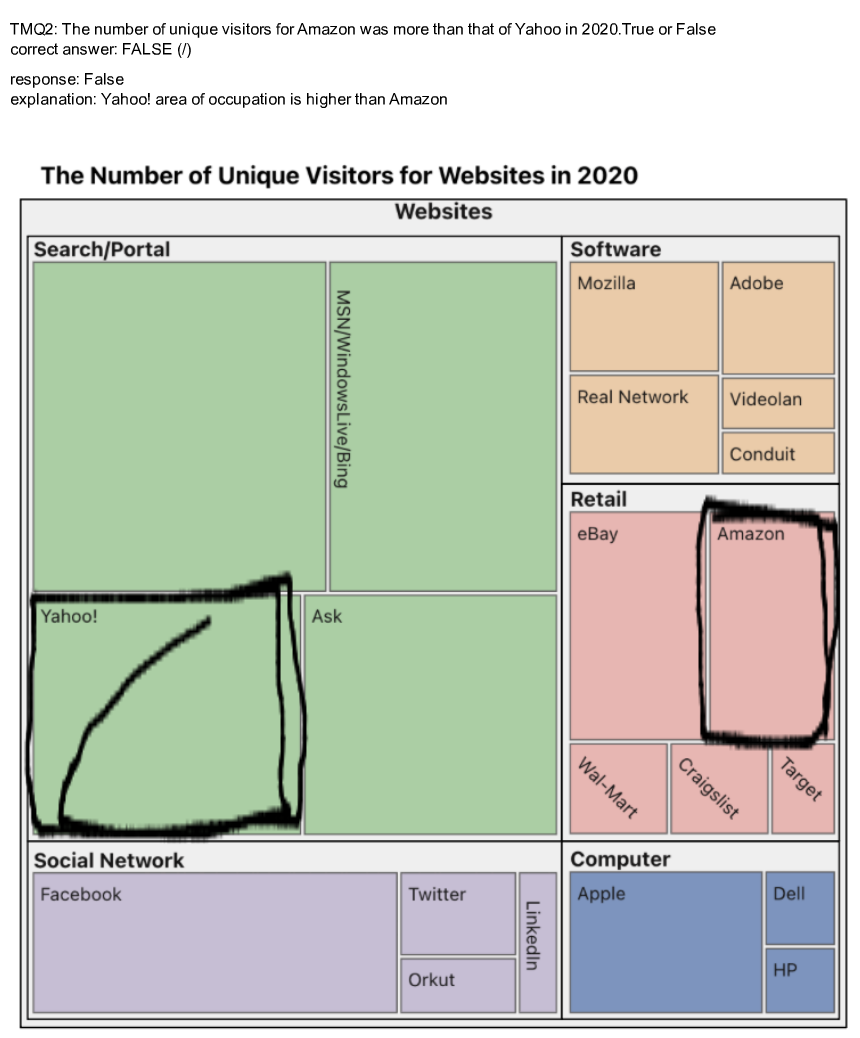 TMQ2: The number of unique visitors for Amazon was more than that of Yahoo in 2020.True or False
correct answer: FALSE (/)
response: False
explanation: Yahoo! area of occupation is higher than Amazon
The Number of Unique Visitors for Websites in 2020
Websites
Search/Portal
MSN/WindowsLive/Bing
Yahoo!
Ask
Software
Mozilla
Adobe
Real Network
Videolan
Conduit
Retail
eBay
Amazon
Wal-Mart
Craigslist
Target
Social Network
Facebook
Twitter
LinkedIn
Orkut
Computer
Apple
Dell
HP